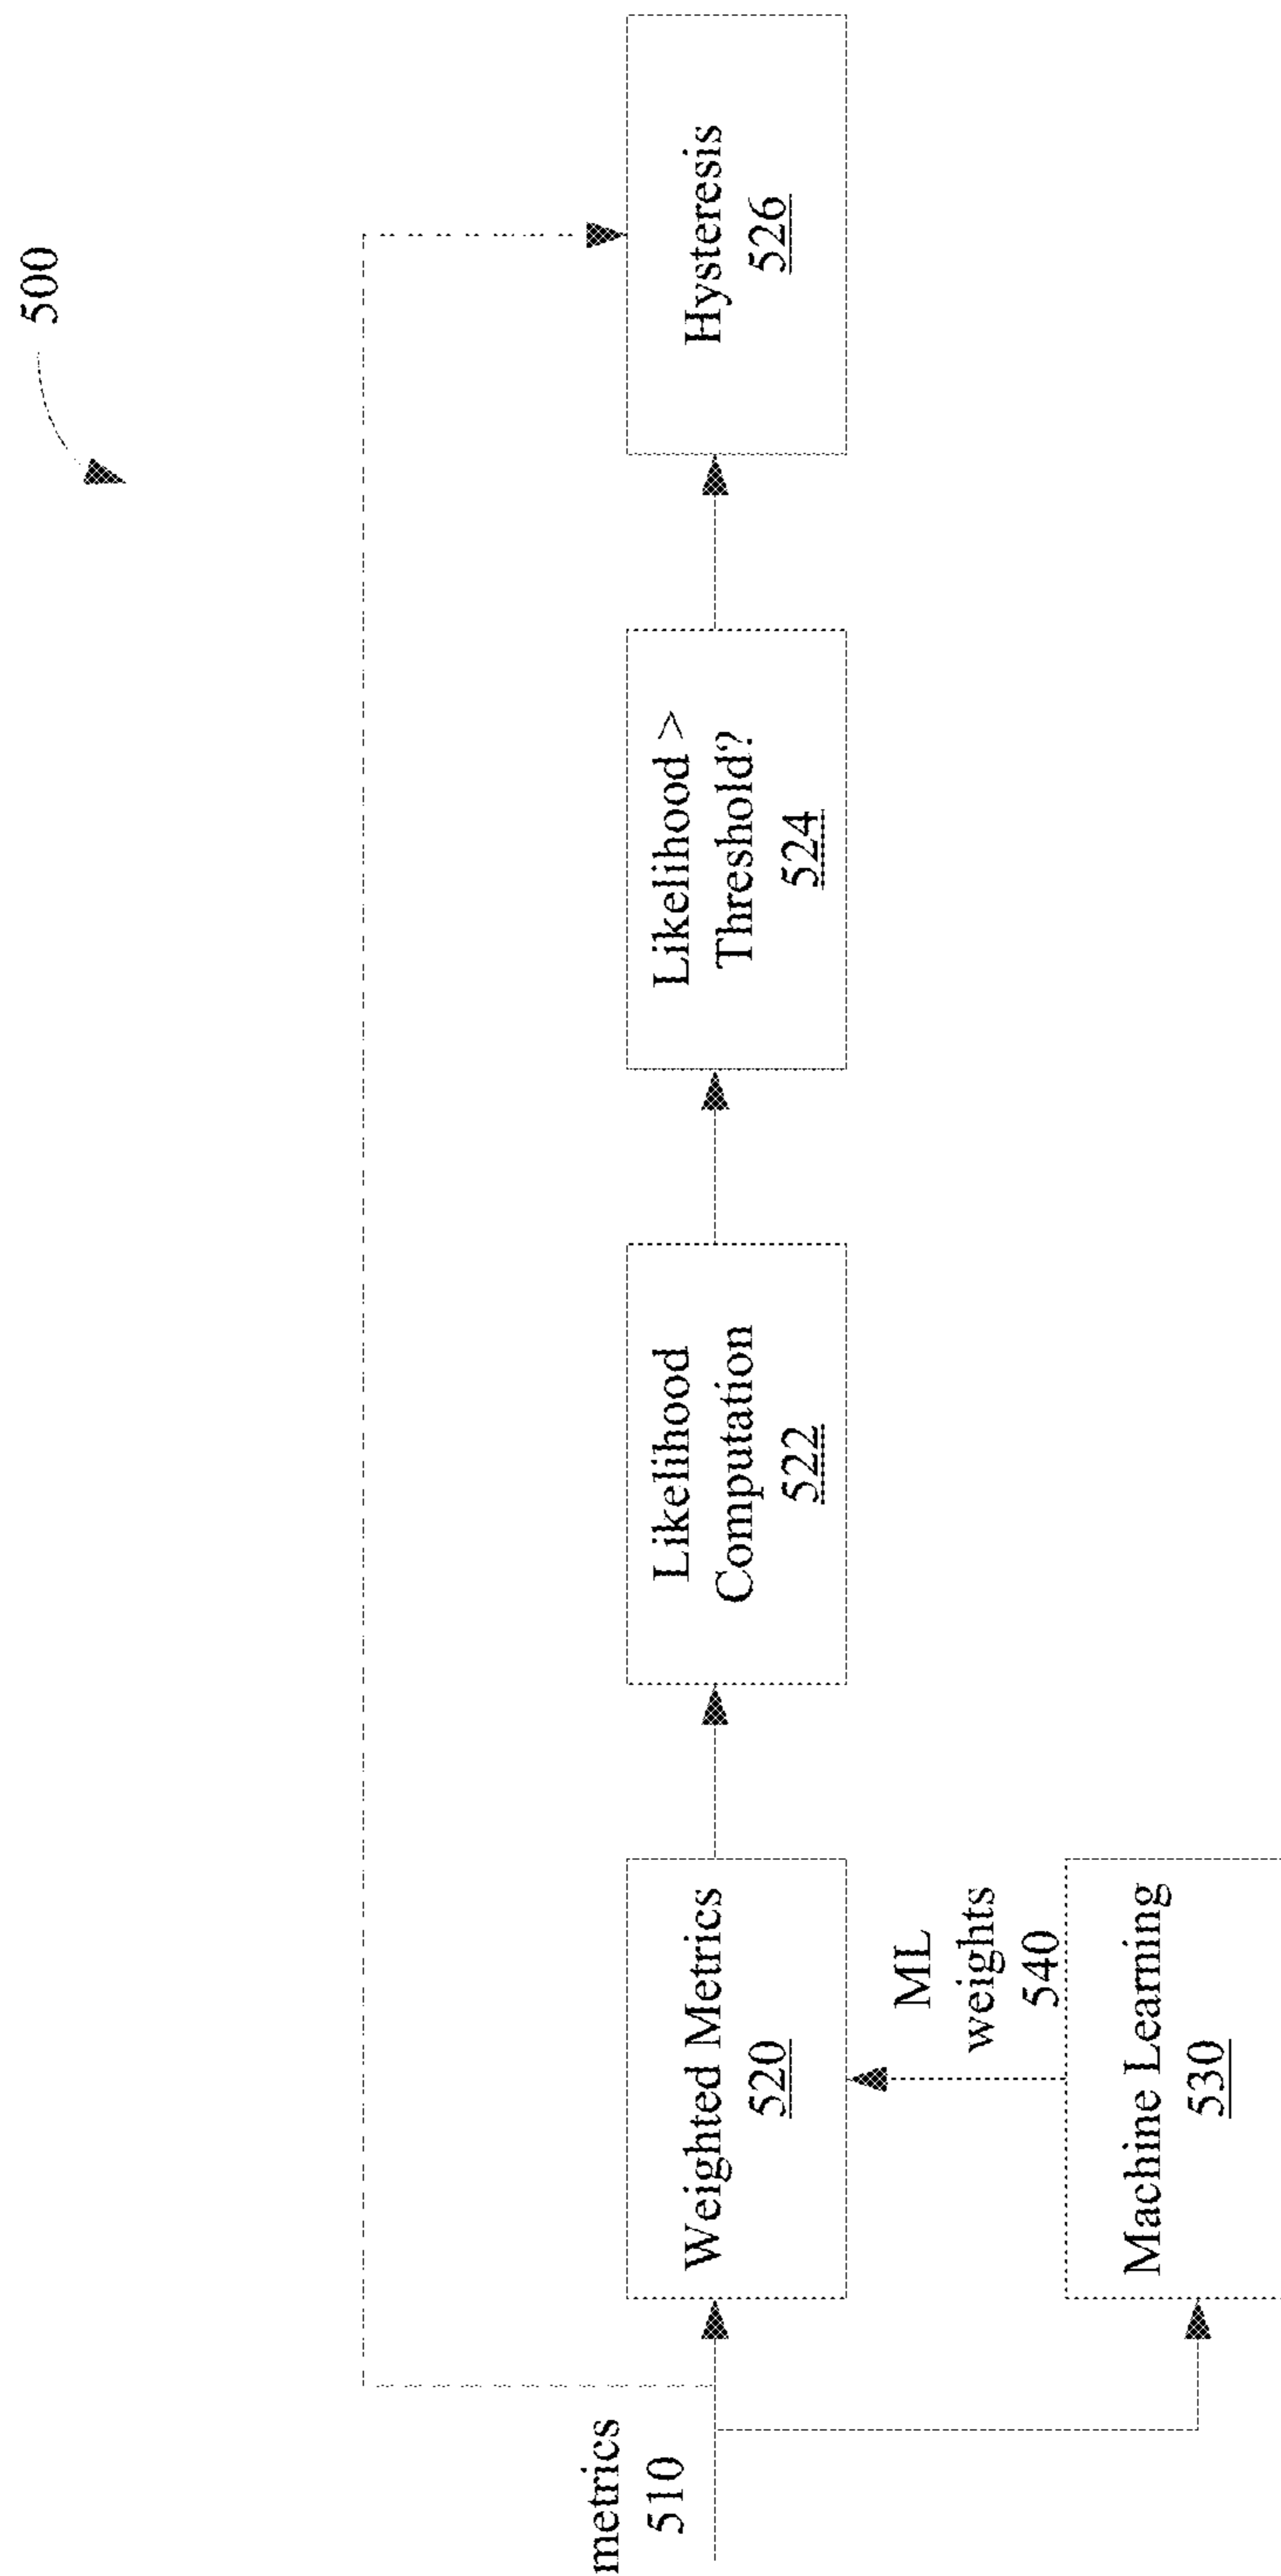 500
metrics
510
Weighted Metrics
520
Likelihood
Computation
522
Likelihood >
Threshold?
524
Hysteresis
526
ML
weights
540
Machine Learning
530